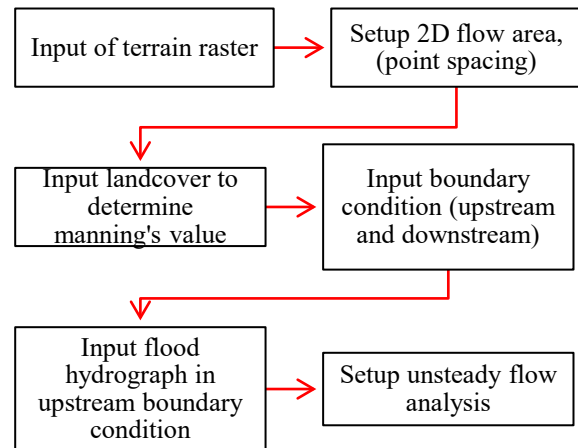 Input of terrain raster
Setup 2D flow area,
(point spacing)
Input landcover to
determine
manning's value
Input boundary
condition (upstream
and downstream)
Input flood
hydrograph in
upstream boundary
condition
Setup unsteady flow
analysis